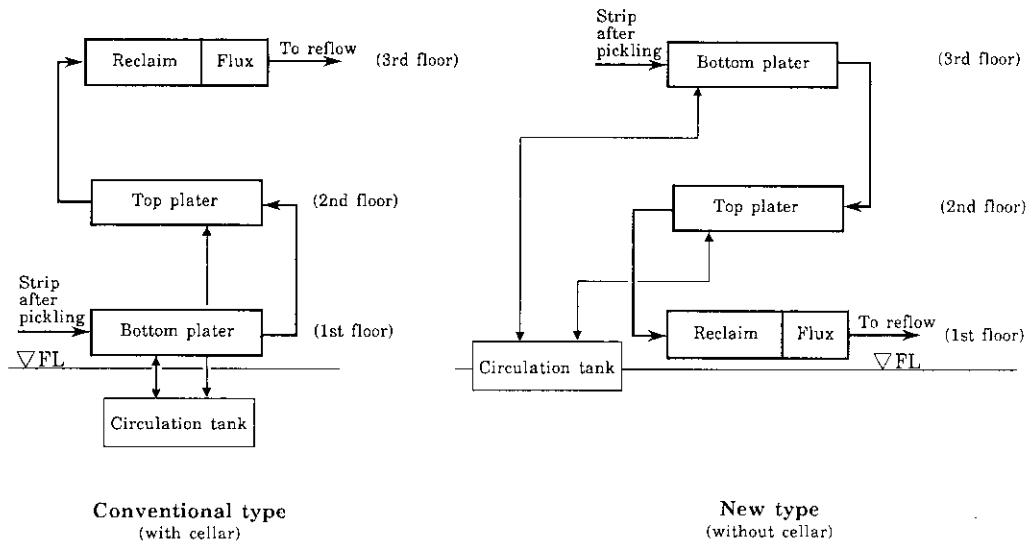 Reclaim
Flux
To reflow
(3rd floor)
Top plater
(2nd floor)
Strip
after
pickling
Bottom plater
(1st floor)
▽FL
Circulation tank
Conventional type
(with cellar)
Strip
after
pickling
Bottom plater
(3rd floor)
Top plater
(2nd floor)
Reclaim
Flux
To reflow
(1st floor)
▽FL
Circulation tank
New type
(without cellar)